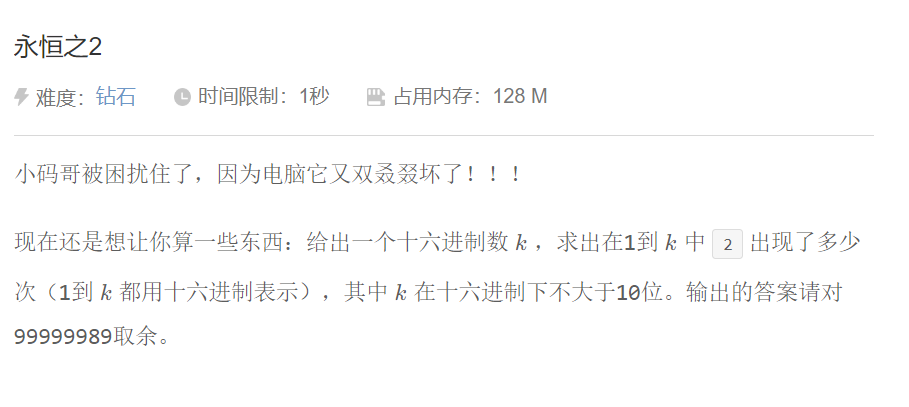 永恒之2
难度：钻石 时间限制：1秒 占用内存：128 M
小码哥被困扰住了，因为电脑它又双叒叕坏了！！！
现在还是想让你算一些东西：给出一个十六进制数 k ，求出在1到 k 中 2 出现了多少
次（1到 k 都用十六进制表示），其中 k 在十六进制下不大于10位。输出的答案请对
99999989取余。